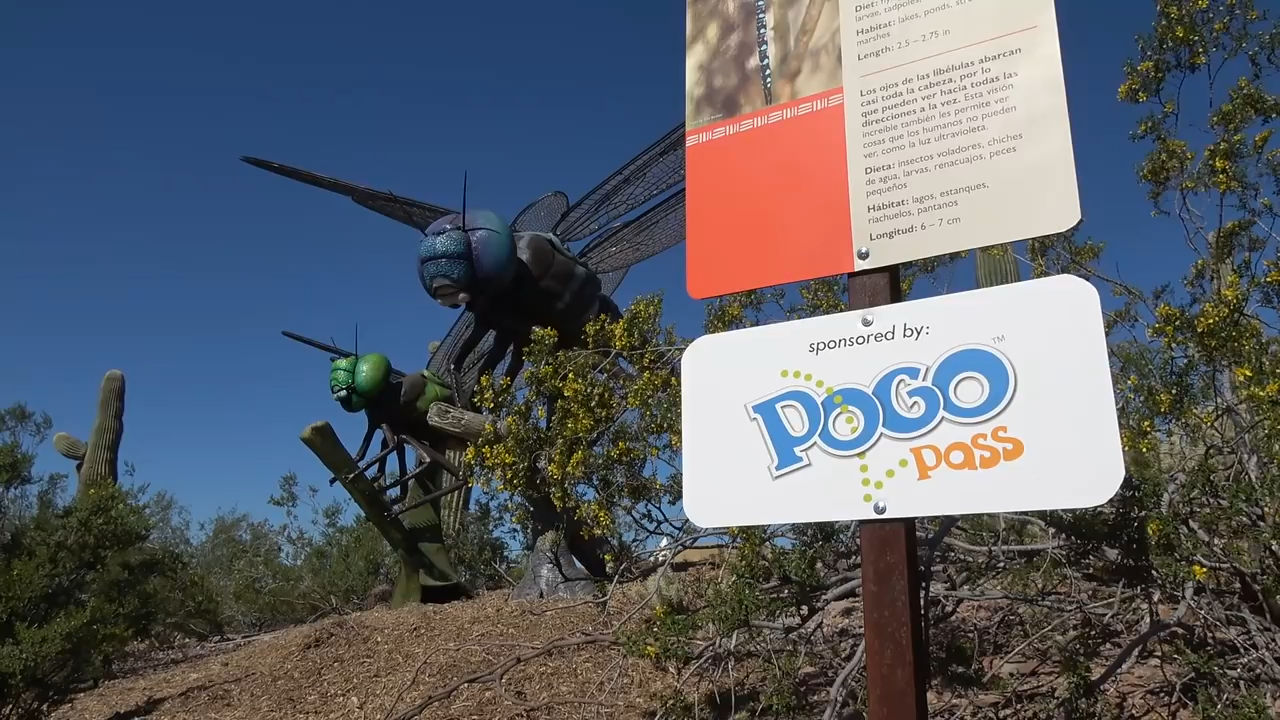 Diet:
larvae, tadpoles,
Habitat: lakes, ponds,
marshes
Length: 2.5 – 2.75 in
Los ojos de las libélulas abarcan
casi toda la cabeza, por lo
que pueden ver hacia todas las
direcciones a la vez. Esta visión
increíble también les permite ver
cosas que los humanos no pueden
ver, como la luz ultravioleta.
Dieta: insectos voladores, chiches
de agua, larvas, renacuajos, peces
pequeños
Hábitat: lagos, estanques,
riachuelos, pantanos
Longitud: 6 – 7 cm
sponsored by:
POGO TM
pass